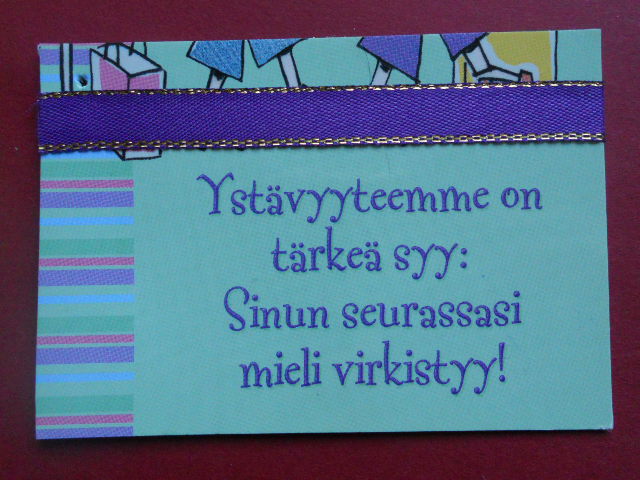 Ystävyyteemme on
tärkeä syy:
Sinun seurassasi
mieli virkistyy!